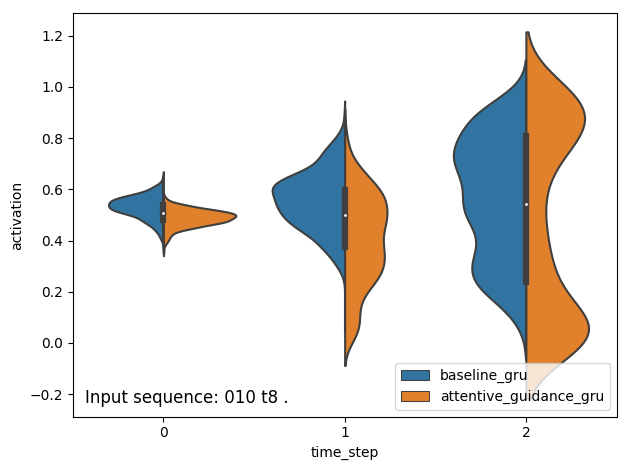 1.2
1.0
0.8
0.6
0.4
0.2
0.0
−0.2
activation
Input sequence: 010 t8 .
baseline_gru
attentive_guidance_gru
0 1 2
time_step